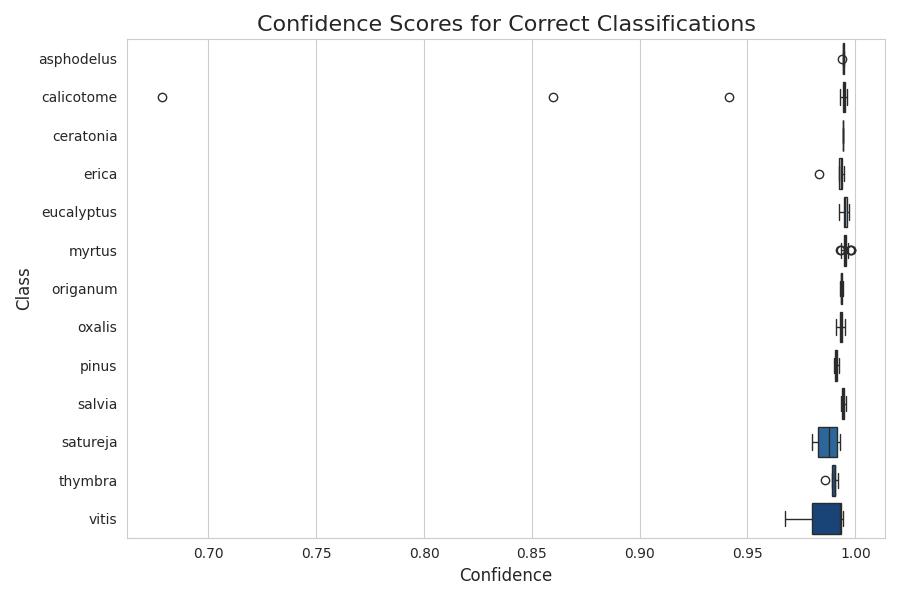 Confidence Scores for Correct Classifications
asphodelus
calicotome
ceratonia
erica
eucalyptus
myrtus
origanum
oxalis
pinus
salvia
satureja
thymbra
vitis
Class
0.70 0.75 0.80 0.85 0.90 0.95 1.00
Confidence